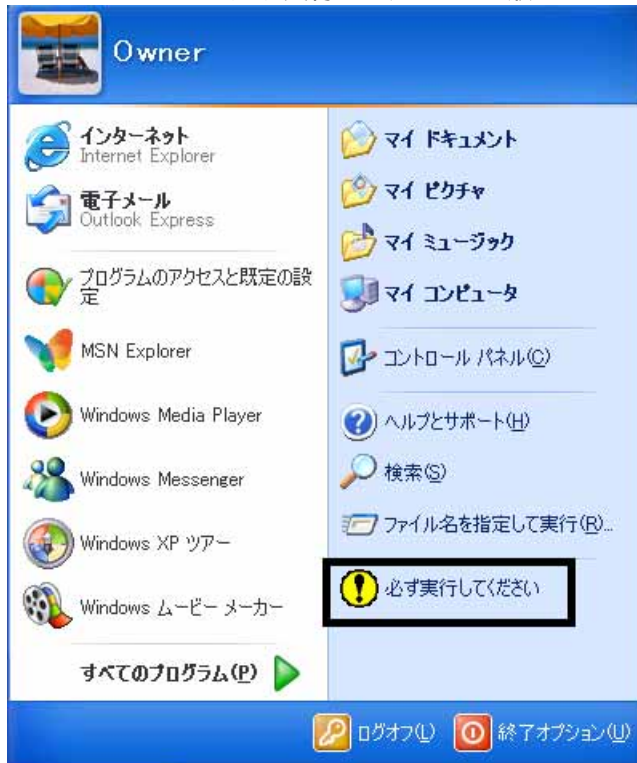 Owner
インターネット
Internet Explorer
電子メール
Outlook Express
プログラムのアクセスと既定の設
定
MSN Explorer
Windows Media Player
Windows Messenger
Windows XP ツアー
Windows ムービー メーカー
すべてのプログラム(P)
マイ ドキュメント
マイ ピクチャ
マイ ミュージック
マイ コンピュータ
コントロール パネル(C)
ヘルプとサポート(H)
検索(S)
ファイル名を指定して実行(R)...
必ず実行してください
ログオフ(L)
終了オプション(U)